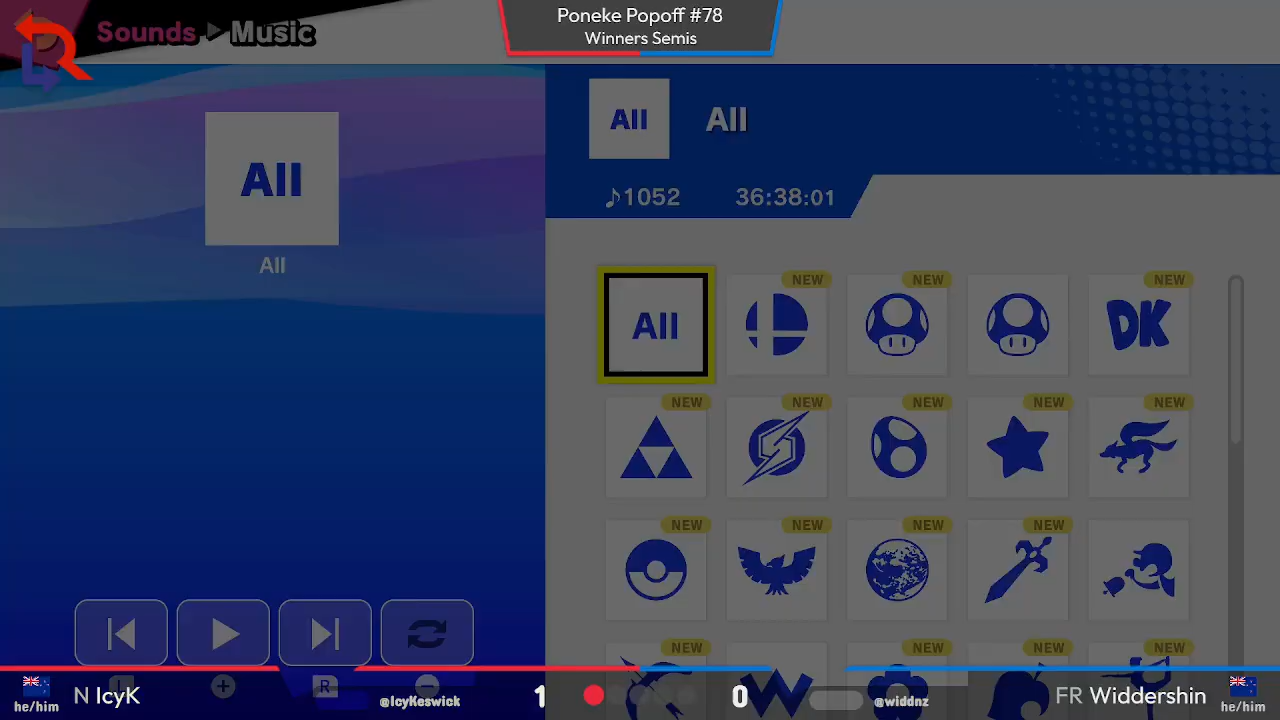 Poneke Popoff #78
Winners Semis
Sounds Music
All
All
All
All
♪1052 36:38:01
All
NEW
NEW
NEW
DK
NEW
NEW
NEW
NEW
NEW
NEW
NEW
NEW
NEW
NEW
NEW
NEW
NEW
L + R −
he/him
N IcyK
@IcyKeswick
1
0
@widdnz
FR Widdershin
he/him